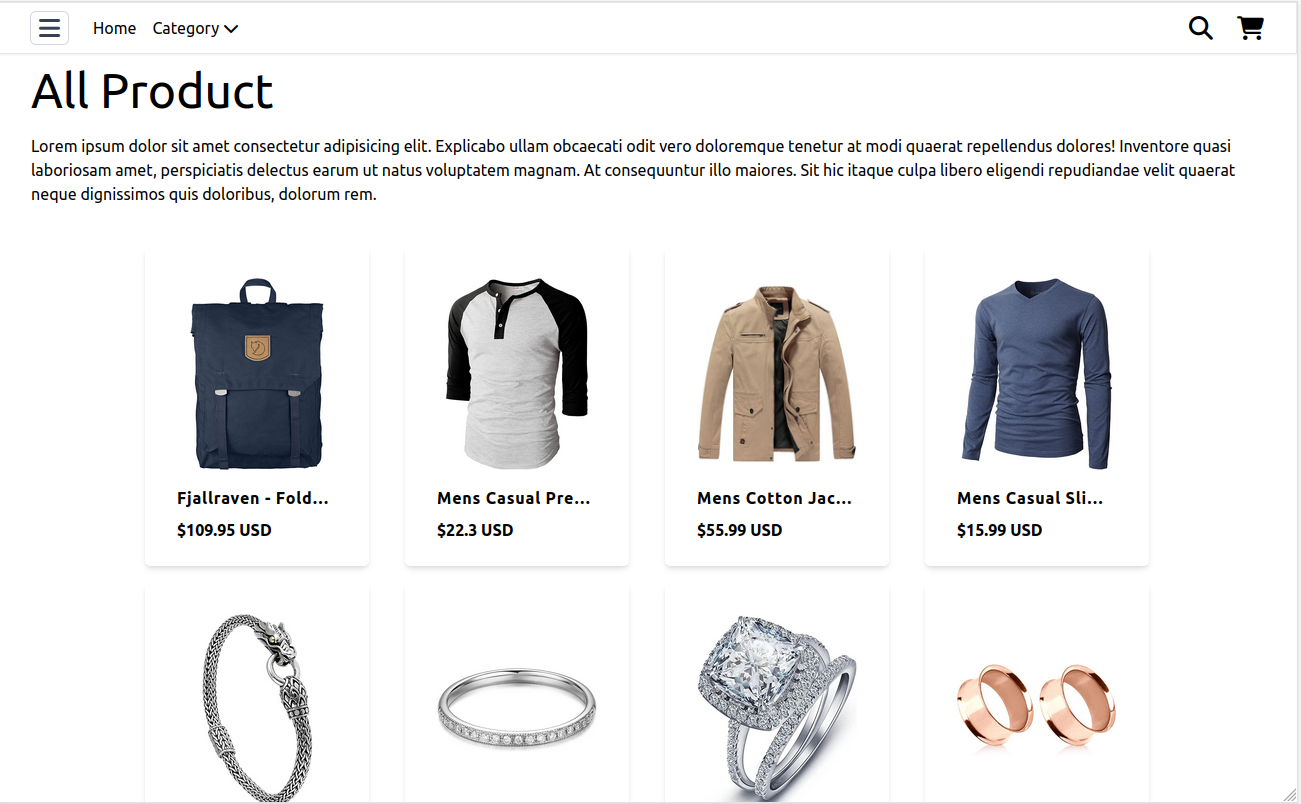 Home Category
All Product
Lorem ipsum dolor sit amet consectetur adipisicing elit. Explicabo ullam obcaecati odit vero doloremque tenetur at modi quaerat repellendus dolores! Inventore quasi
laboriosam amet, perspiciatis delectus earum ut natus voluptatem magnam. At consequuntur illo maiores. Sit hic itaque culpa libero eligendi repudiandae velit quaerat
neque dignissimos quis doloribus, dolorum rem.
Fjallraven - Fold...
$109.95 USD
Mens Casual Pre...
$22.3 USD
Mens Cotton Jac...
$55.99 USD
Mens Casual Sli...
$15.99 USD